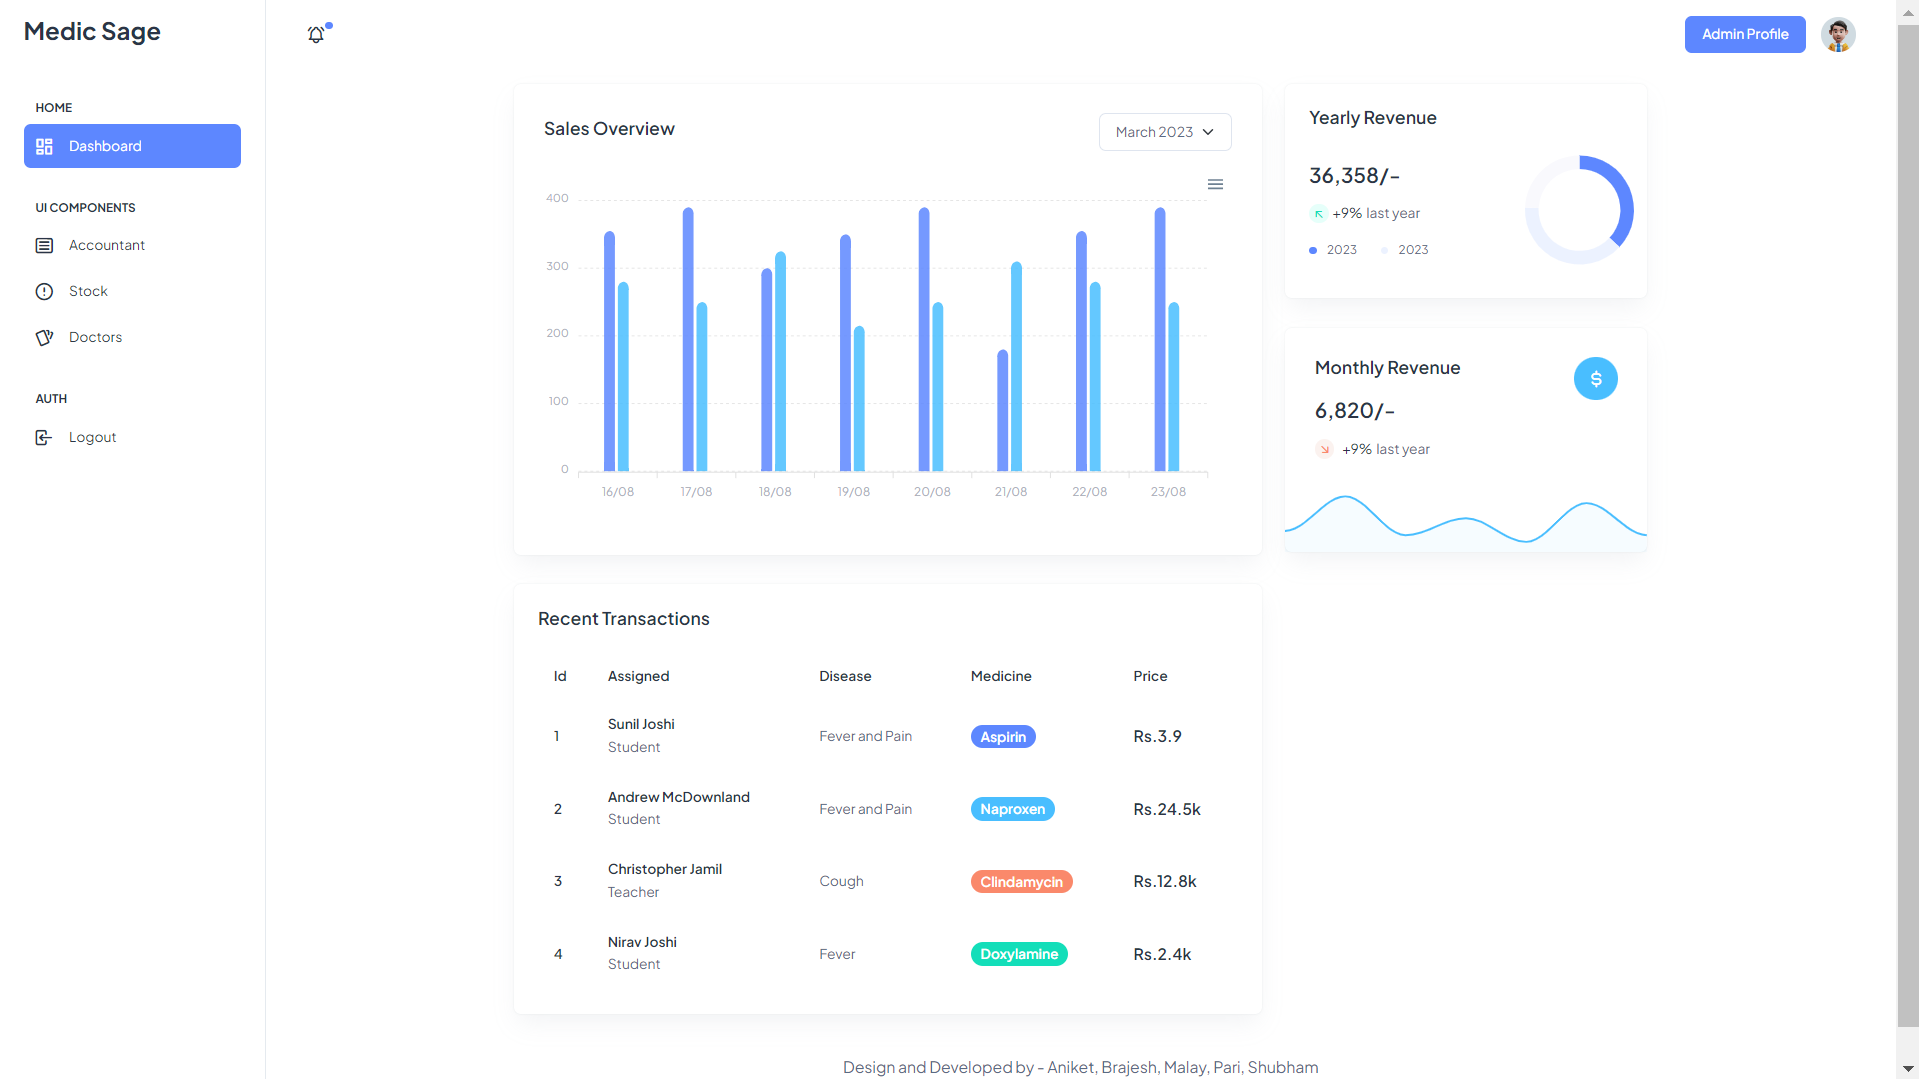 Medic Sage
Admin Profile
HOME
Dashboard
UI COMPONENTS
Accountant
Stock
Doctors
AUTH
Logout
Sales Overview
March 2023
400
300
200
100
0
16/08 17/08 18/08 19/08 20/08 21/08 22/08 23/08
Yearly Revenue
36,358/-
+9% last year
2023 2023
Monthly Revenue
$
6,820/-
+9% last year
Recent Transactions
Id Assigned Disease Medicine Price
1 Sunil Joshi Student Fever and Pain Aspirin Rs.3.9
2 Andrew McDownland Student Fever and Pain Naproxen Rs.24.5k
3 Christopher Jamil Teacher Cough Clindamycin Rs.12.8k
4 Nirav Joshi Student Fever Doxylamine Rs.2.4k
Design and Developed by - Aniket, Brajesh, Malay, Pari, Shubham